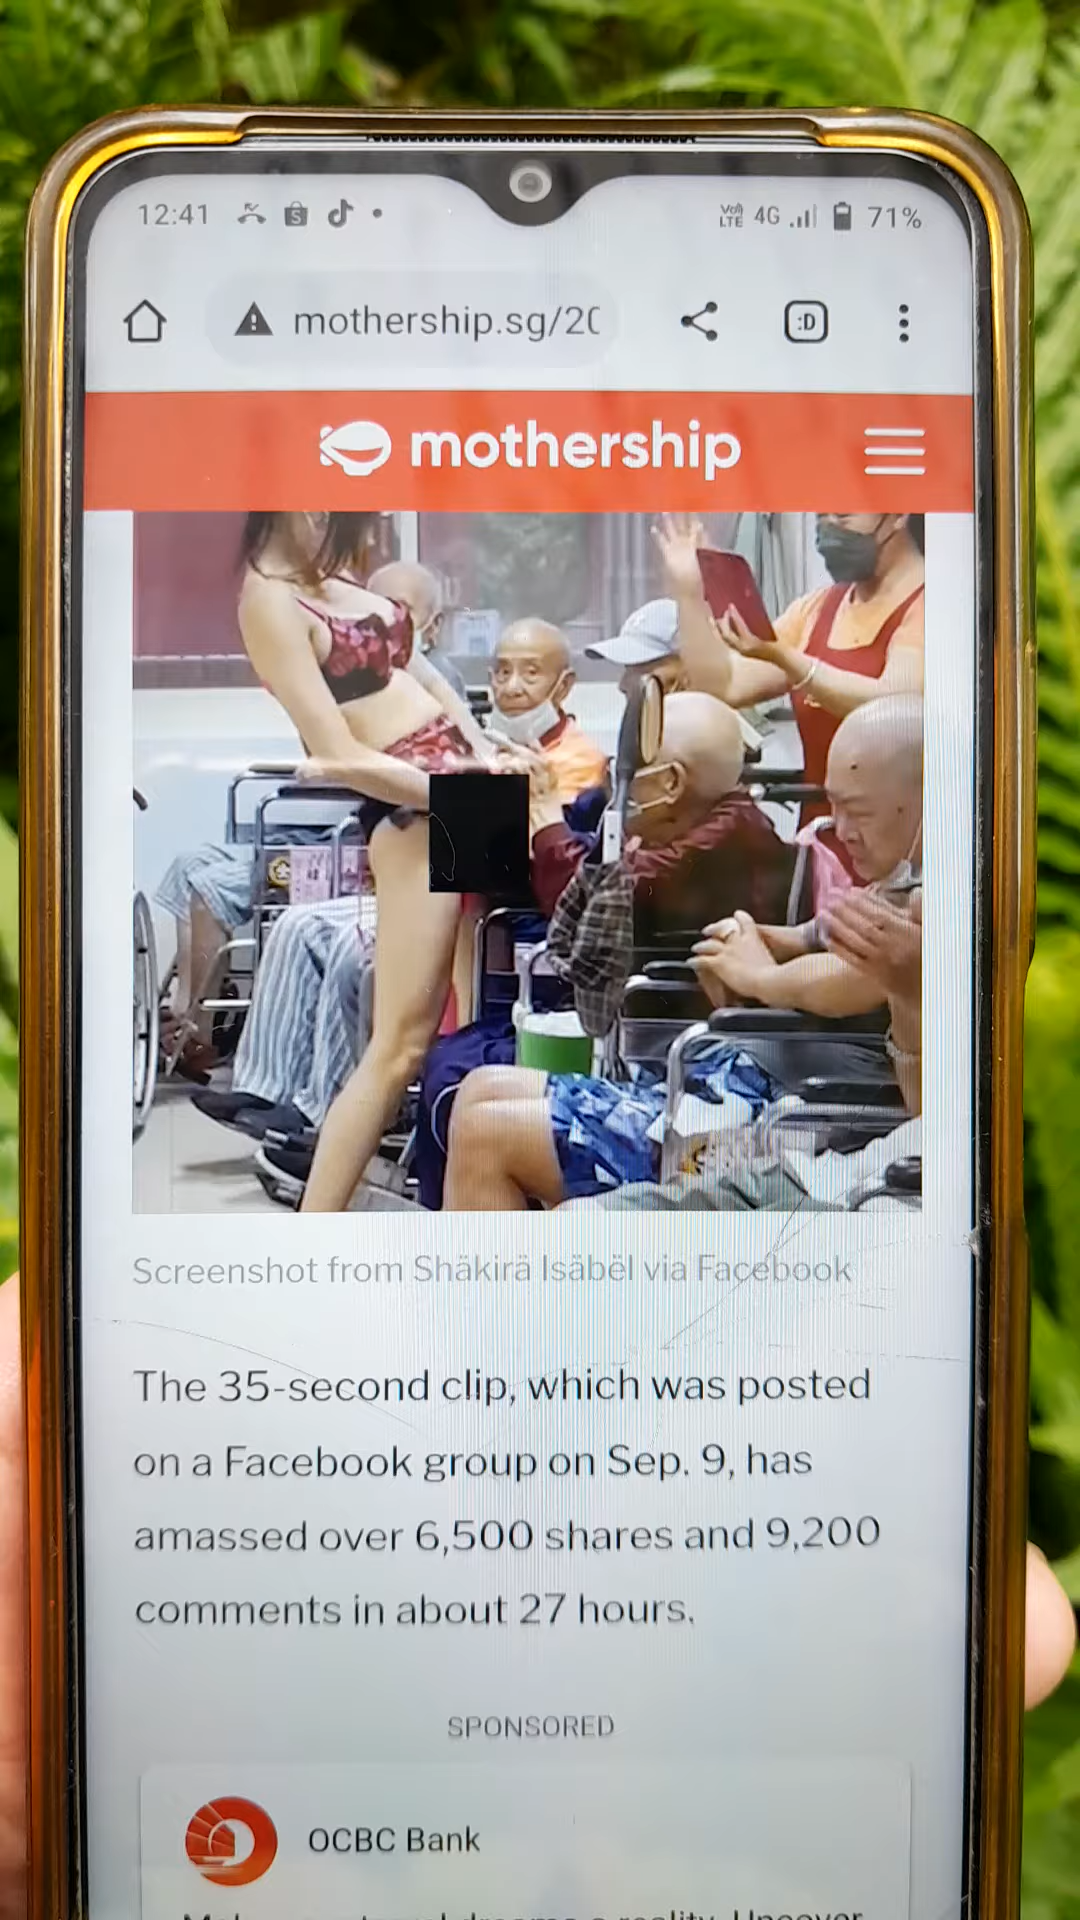 12:41
VoLTE 4G 71%
mothership.sg/20
:D
mothership
Screenshot from Shäkirä Isäbël via Facebook
The 35-second clip, which was posted
on a Facebook group on Sep. 9, has
amassed over 6,500 shares and 9,200
comments in about 27 hours.
SPONSORED
OCBC Bank